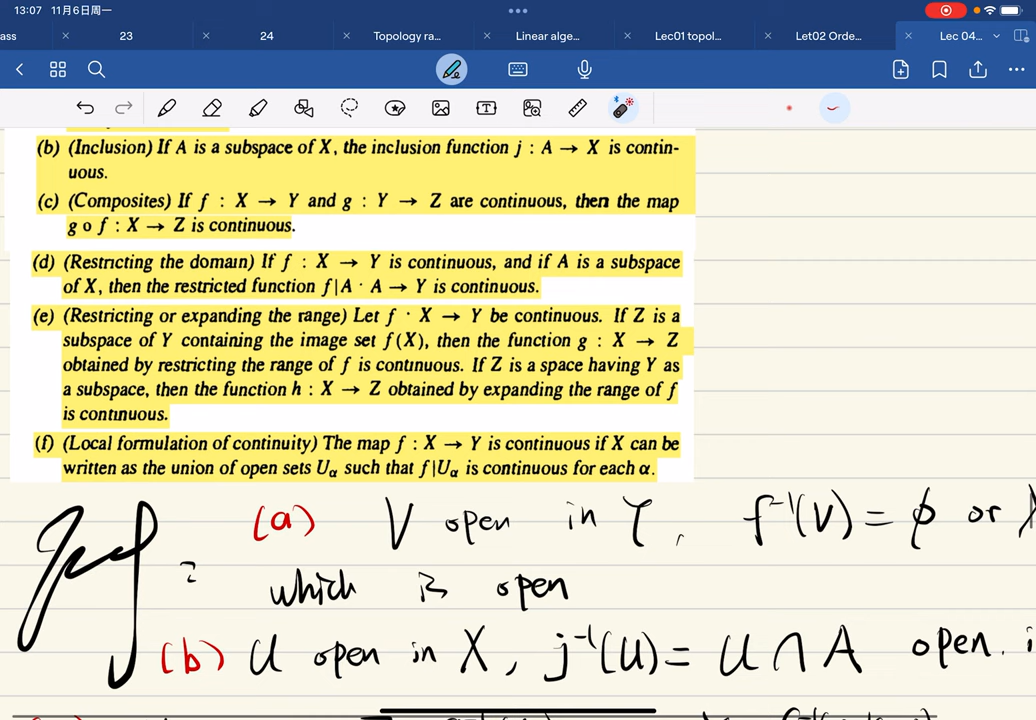 13:07 11月6日周一
ass 23 24 Topology ra... Linear alge... Lec01 topol... Let02 Orde... Lec 04...
(b) (Inclusion) If A is a subspace of X, the inclusion function j : A → X is contin-
uous.
(c) (Composites) If f : X → Y and g : Y → Z are continuous, then the map
g o f : X → Z is continuous.
(d) (Restricting the domain) If f : X → Y is continuous, and if A is a subspace
of X, then the restricted function f|A · A → Y is continuous.
(e) (Restricting or expanding the range) Let f · X → Y be continuous. If Z is a
subspace of Y containing the image set f(X), then the function g : X → Z
obtained by restricting the range of f is continuous. If Z is a space having Y as
a subspace, then the function h : X → Z obtained by expanding the range of f
is continuous.
(f) (Local formulation of continuity) The map f : X → Y is continuous if X can be
written as the union of open sets Uα such that f|Uα is continuous for each α.
(a) V open in Y, f⁻¹(V) = ϕ or
which is open
(b) U open in X, j⁻¹(U) = U ∩ A open.